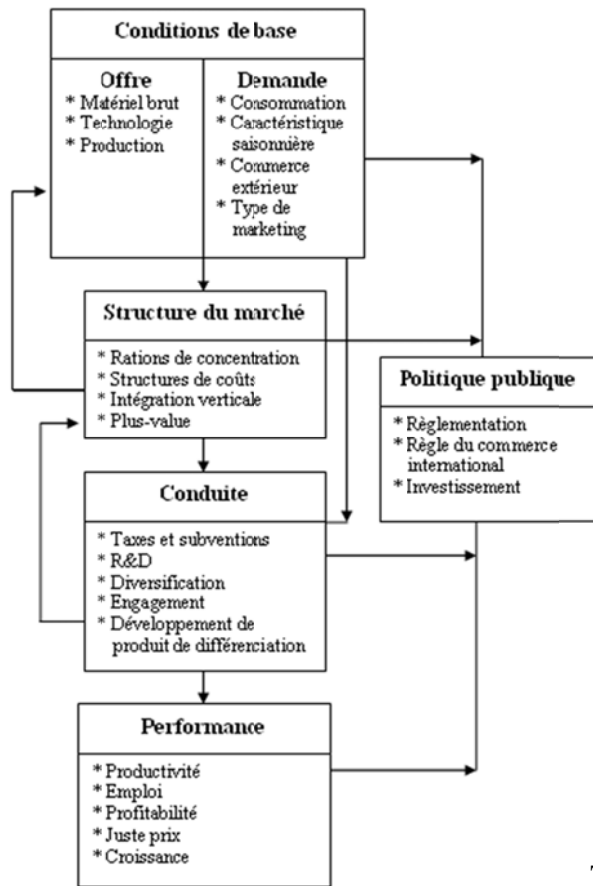 Conditions de base
Offre
* Matériel brut
* Technologie
* Production
Demande
* Consommation
* Caractéristique
saisonnière
* Commerce
extérieur
* Type de
marketing
Structure du marché
* Rations de concentration
* Structures de coûts
* Intégration verticale
* Plus-value
Politique publique
* Règlementation
* Règle du commerce
international
* Investissement
Conduite
* Taxes et subventions
* R&D
* Diversification
* Engagement
* Développement de
produit de différenciation
Performance
* Productivité
* Emploi
* Profitabilité
* Juste prix
* Croissance